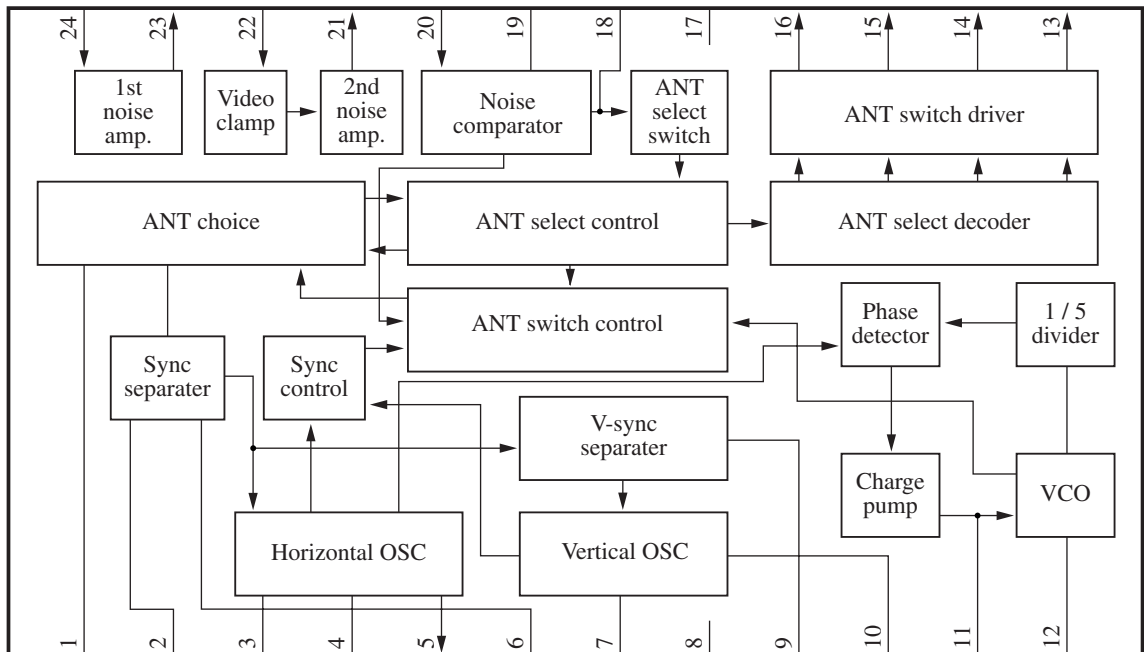 24 23 22 21 20 19 18 17 16 15 14 13
1st
noise
amp.
Video
clamp
2nd
noise
amp.
Noise
comparator
ANT
select
switch
ANT switch driver
ANT choice
ANT select control
ANT select decoder
ANT switch control
Phase
detector
1 / 5
divider
Sync
separater
Sync
control
V-sync
separater
Charge
pump
VCO
Horizontal OSC
Vertical OSC
1 2 3 4 5 6 7 8 9 10 11 12